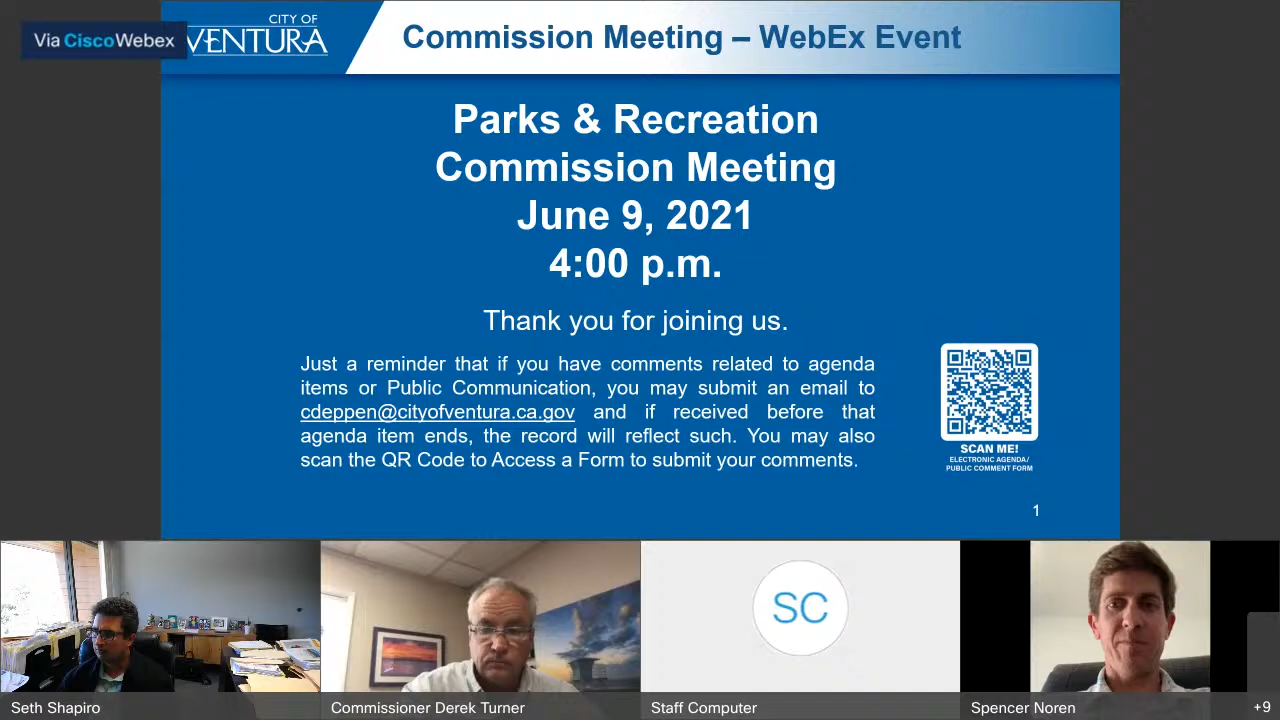 Via CiscoWebex
CITY OF
VENTURA
Commission Meeting – WebEx Event
Parks & Recreation
Commission Meeting
June 9, 2021
4:00 p.m.
Thank you for joining us.
Just a reminder that if you have comments related to agenda
items or Public Communication, you may submit an email to
cdeppen@cityofventura.ca.gov and if received before that
agenda item ends, the record will reflect such. You may also
scan the QR Code to Access a Form to submit your comments.
SCAN ME!
ELECTRONIC AGENDA/
PUBLIC COMMENT FORM
1
SC
Seth Shapiro
Commissioner Derek Turner
Staff Computer
Spencer Noren
+9